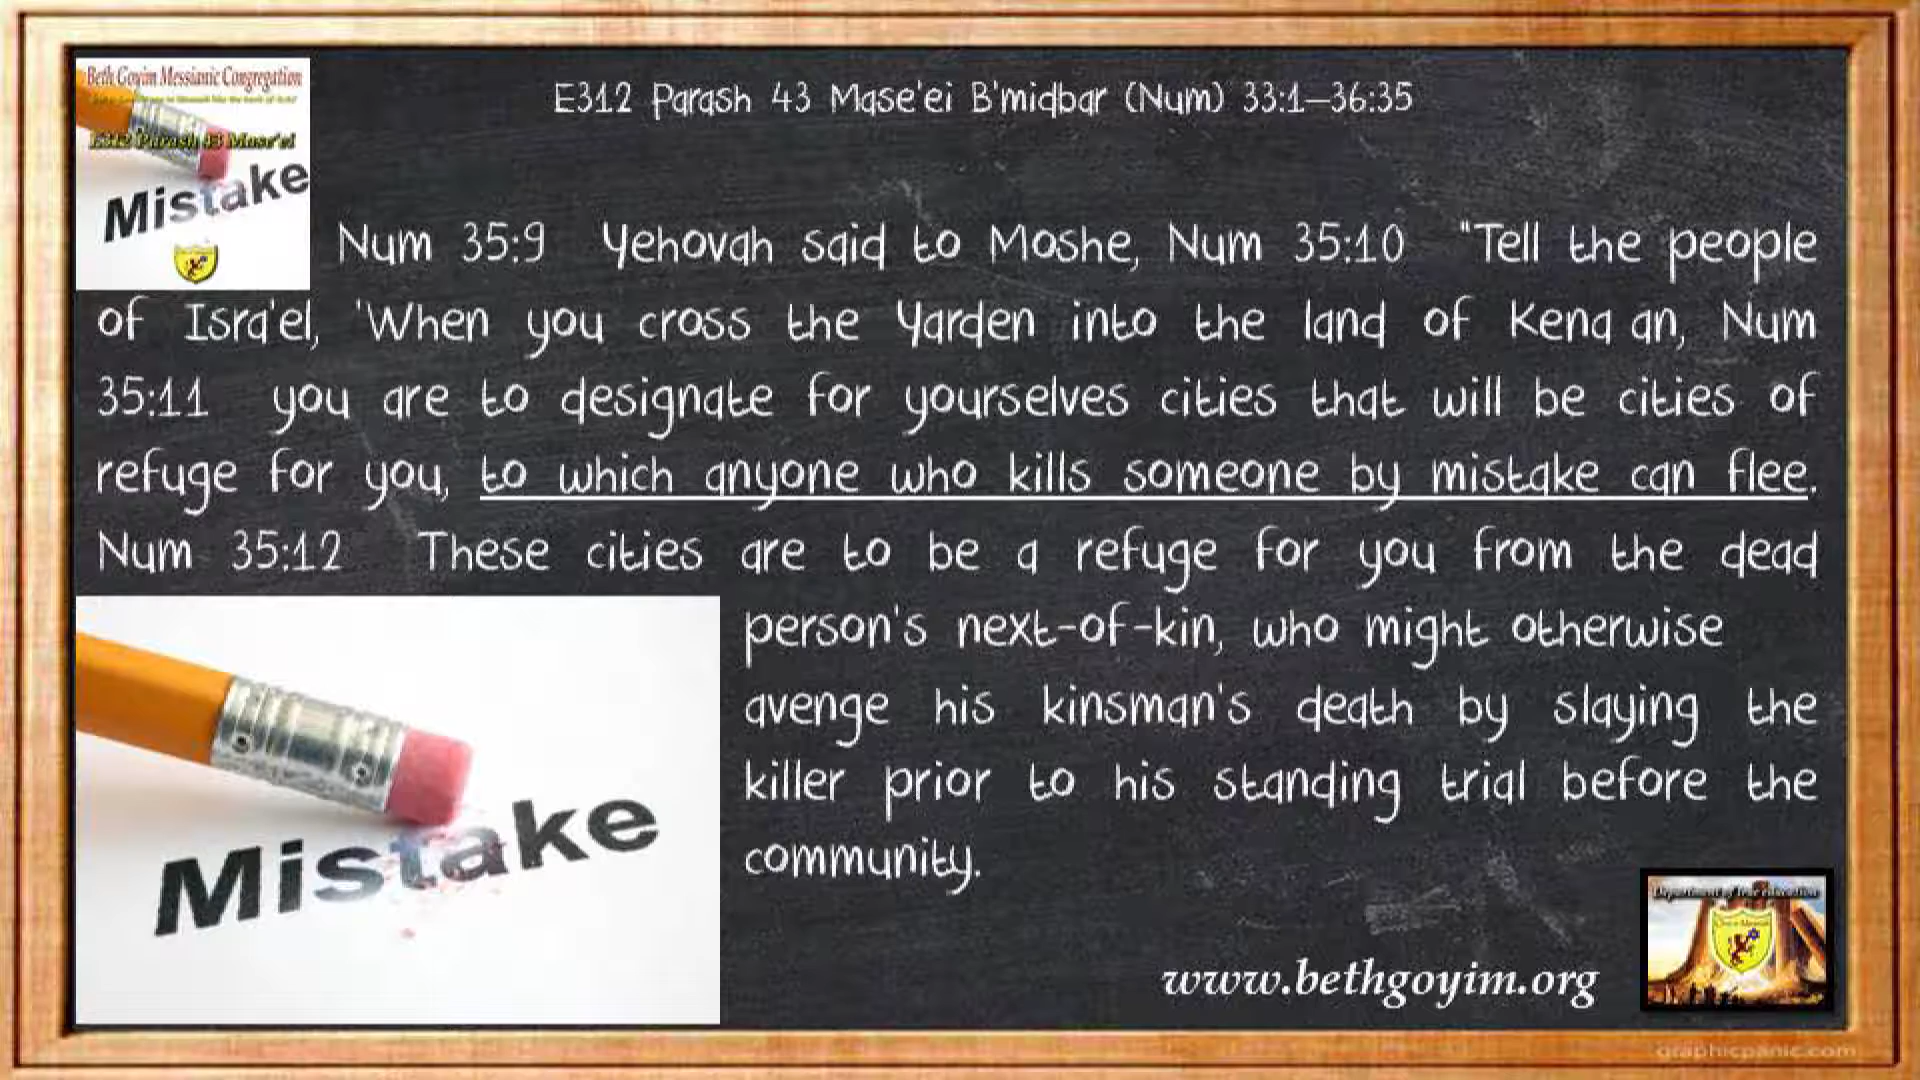 Beth Goyim Messianic Congregation
E312 Parash 43 Mase'ei
Mistake
E312 Parash 43 Mase'ei B'midbar (Num) 33:1–36:35
Num 35:9 Yehovah said to Moshe, Num 35:10 "Tell the people
of Isra'el, 'When you cross the Yarden into the land of Kena an, Num
35:11 you are to designate for yourselves cities that will be cities of
refuge for you, to which anyone who kills someone by mistake can flee.
Num 35:12 These cities are to be a refuge for you from the dead
person's next-of-kin, who might otherwise
avenge his kinsman's death by slaying the
killer prior to his standing trial before the
community.
Mistake
www.bethgoyim.org
Department of True education
graphicpanic.com